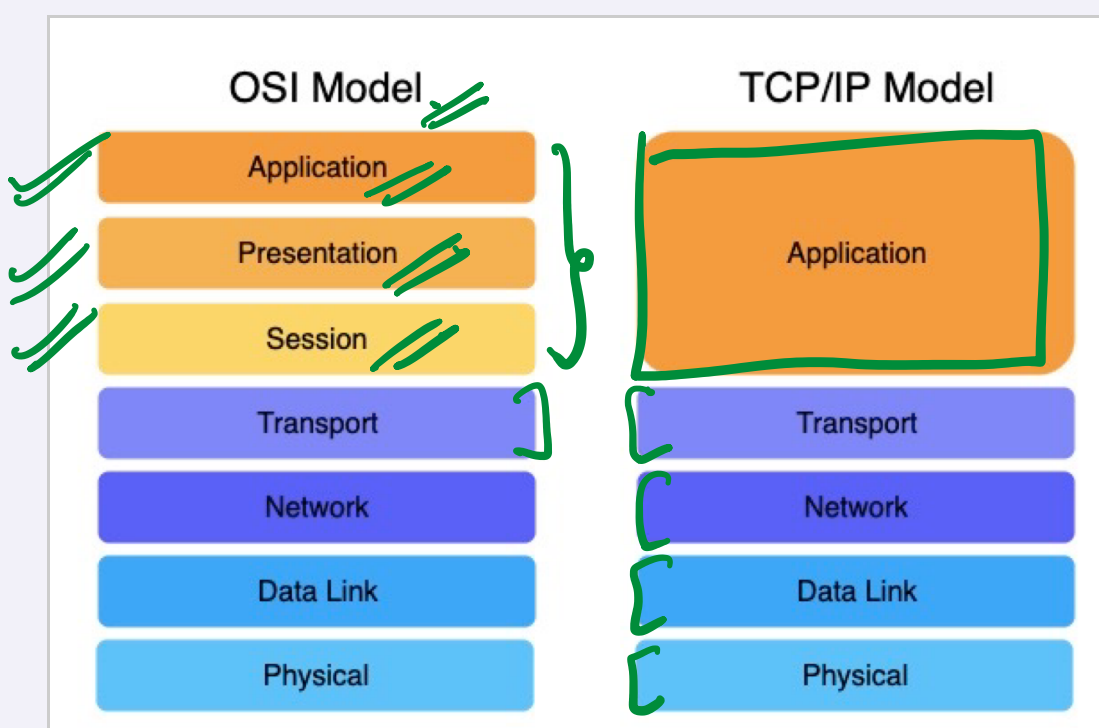 OSI Model
Application
Presentation
Session
Transport
Network
Data Link
Physical
TCP/IP Model
Application
Transport
Network
Data Link
Physical